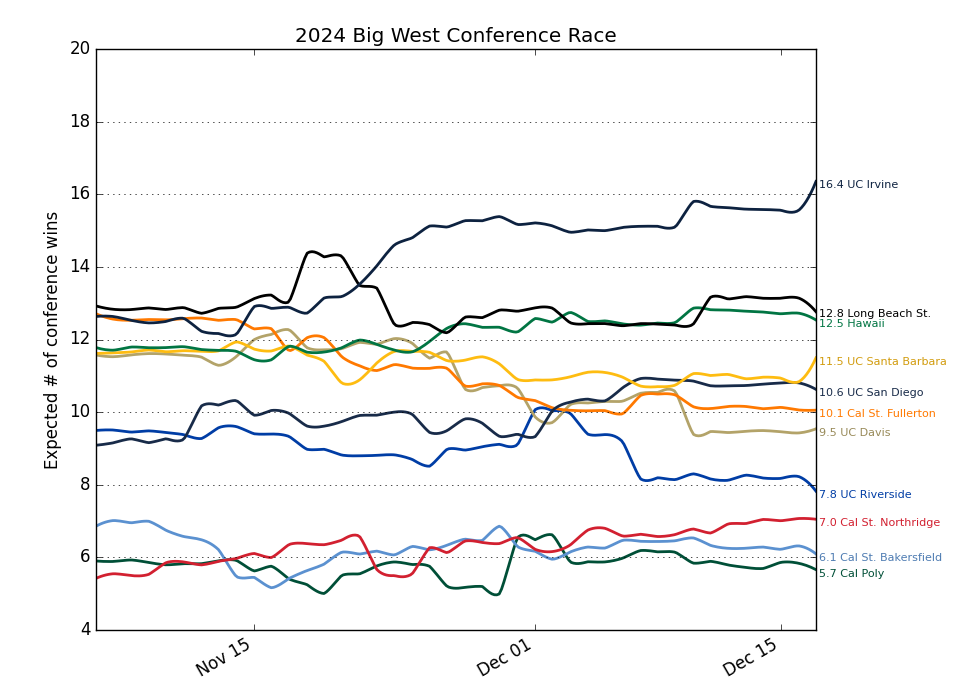 2024 Big West Conference Race
Expected # of conference wins
20
18
16
14
12
10
8
6
4
16.4 UC Irvine
12.8 Long Beach St.
12.5 Hawaii
11.5 UC Santa Barbara
10.6 UC San Diego
10.1 Cal St. Fullerton
9.5 UC Davis
7.8 UC Riverside
7.0 Cal St. Northridge
6.1 Cal St. Bakersfield
5.7 Cal Poly
Nov 15
Dec 01
Dec 15